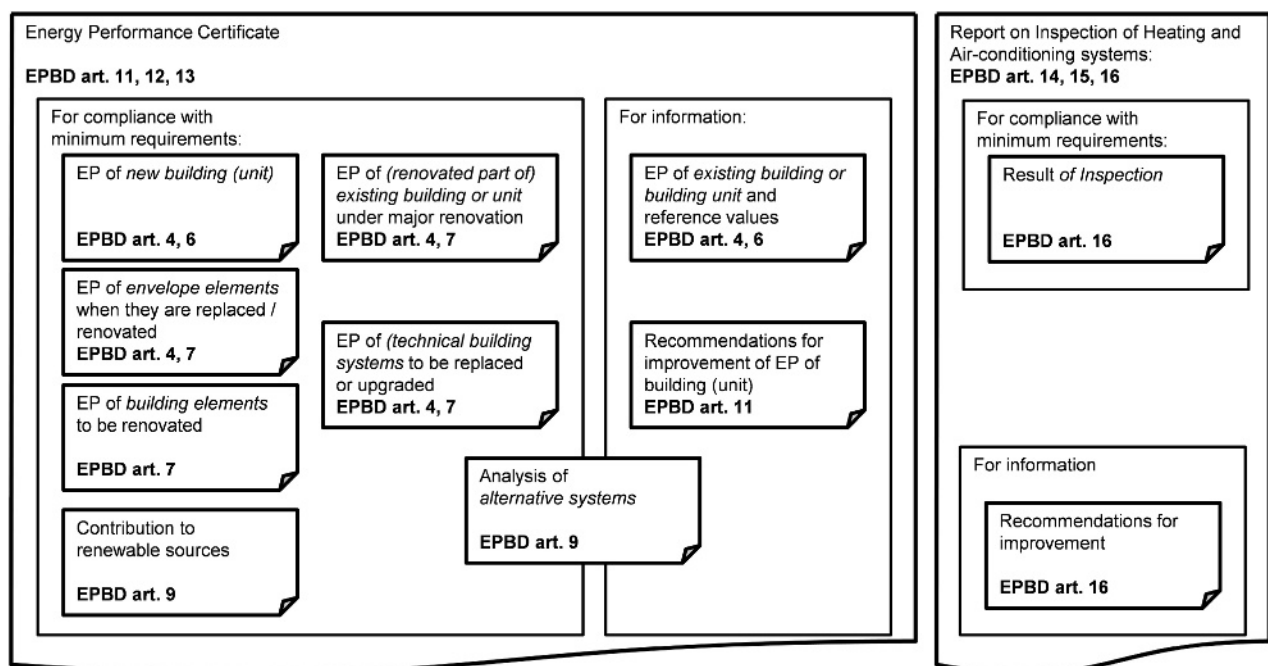 Energy Performance Certificate
EPBD art. 11, 12, 13
For compliance with
minimum requirements:
EP of new building (unit)
EPBD art. 4, 6
EP of (renovated part of)
existing building or unit
under major renovation
EPBD art. 4, 7
EP of envelope elements
when they are replaced /
renovated
EPBD art. 4, 7
EP of (technical building
systems to be replaced
or upgraded
EPBD art. 4, 7
EP of building elements
to be renovated
EPBD art. 7
Contribution to
renewable sources
EPBD art. 9
For information:
EP of existing building or
building unit and
reference values
EPBD art. 4, 6
Recommendations for
improvement of EP of
building (unit)
EPBD art. 11
Analysis of
alternative systems
EPBD art. 9
Report on Inspection of Heating and
Air-conditioning systems:
EPBD art. 14, 15, 16
For compliance with
minimum requirements:
Result of Inspection
EPBD art. 16
For information
Recommendations for
improvement
EPBD art. 16